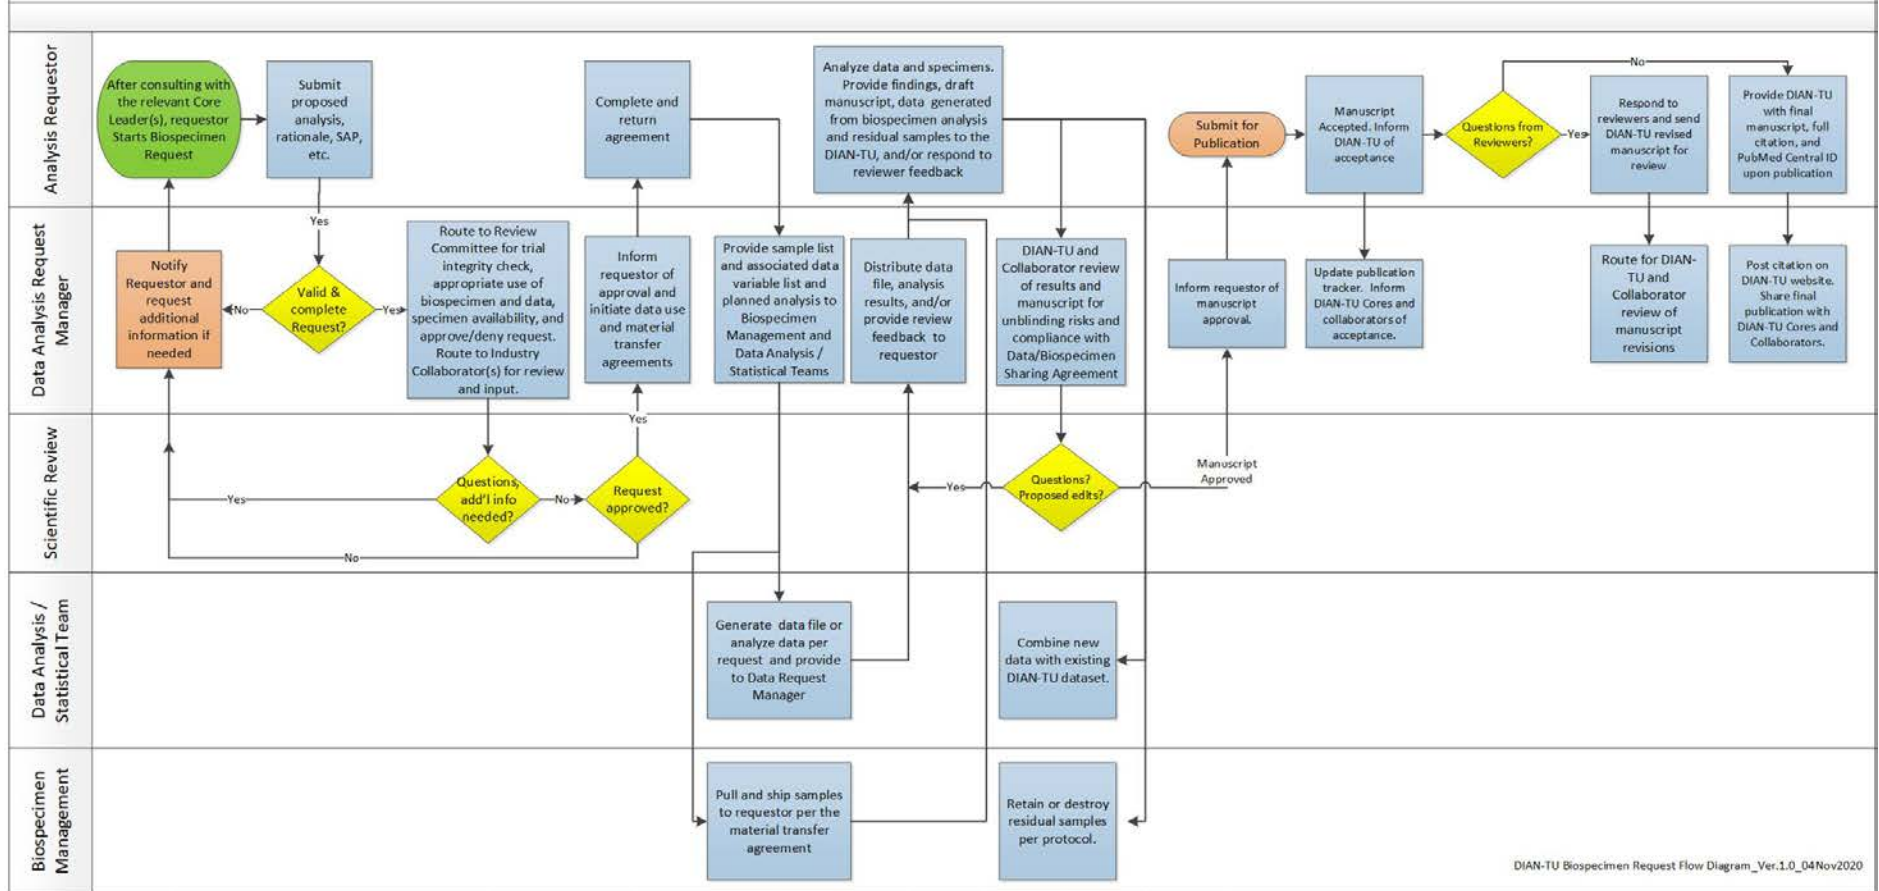 Analysis Requestor
After consulting with
the relevant Core
Leader(s), requestor
Starts Biospecimen
Request
Submit
proposed
analysis,
rationale, SAP,
etc.
Complete and
return
agreement
Analyze data and specimens.
Provide findings, draft
manuscript, data generated
from biospecimen analysis
and residual samples to the
DIAN-TU, and/or respond to
reviewer feedback
Submit for
Publication
Manuscript
Accepted. Inform
DIAN-TU of
acceptance
Questions from
Reviewers?
No
Yes
Respond to
reviewers and send
DIAN-TU revised
manuscript for
review
Provide DIAN-TU
with final
manuscript, full
citation, and
PubMed Central ID
upon publication
Data Analysis Request
Manager
Notify
Requestor and
request
additional
information if
needed
Yes
No
Valid &
complete
Request?
Yes
Route to Review
Committee for trial
integrity check,
appropriate use of
biospecimen and data,
specimen availability, and
approve/deny request.
Route to Industry
Collaborator(s) for review
and input.
Inform
requestor of
approval and
initiate data use
and material
transfer
agreements
Provide sample list
and associated data
variable list and
planned analysis to
Biospecimen
Management and
Data Analysis /
Statistical Teams
Distribute data
file, analysis
results, and/or
provide review
feedback to
requestor
DIAN-TU and
Collaborator review
of results and
manuscript for
unblinding risks and
compliance with
Data/Biospecimen
Sharing Agreement
Inform requestor of
manuscript
approval.
Update publication
tracker. Inform
DIAN-TU Cores and
collaborators of
acceptance.
Route for DIAN-
TU and
Collaborator
review of
manuscript
revisions
Post citation on
DIAN-TU website.
Share final
publication with
DIAN-TU Cores and
Collaborators.
Scientific Review
Yes
Questions,
add'l info
needed?
No
Request
approved?
Yes
No
Yes
Questions?
Proposed edits?
Manuscript
Approved
Data Analysis /
Statistical Team
Generate data file or
analyze data per
request and provide
to Data Request
Manager
Combine new
data with existing
DIAN-TU dataset.
Biospecimen
Management
Pull and ship samples
to requestor per the
material transfer
agreement
Retain or destroy
residual samples
per protocol.
DIAN-TU Biospecimen Request Flow Diagram_Ver.1.0_04Nov2020